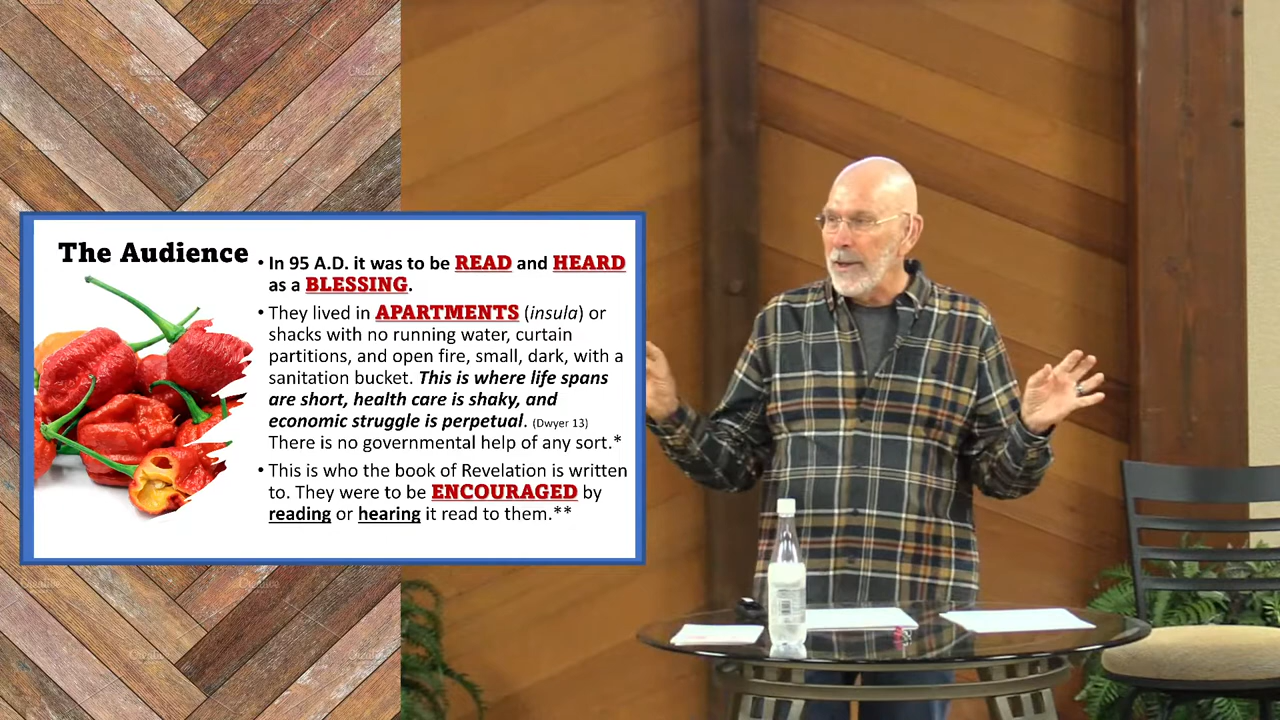 The Audience
• In 95 A.D. it was to be READ and HEARD
as a BLESSING.
• They lived in APARTMENTS (insula) or
shacks with no running water, curtain
partitions, and open fire, small, dark, with a
sanitation bucket. This is where life spans
are short, health care is shaky, and
economic struggle is perpetual. (Dwyer 13)
There is no governmental help of any sort.*
• This is who the book of Revelation is written
to. They were to be ENCOURAGED by
reading or hearing it read to them.**